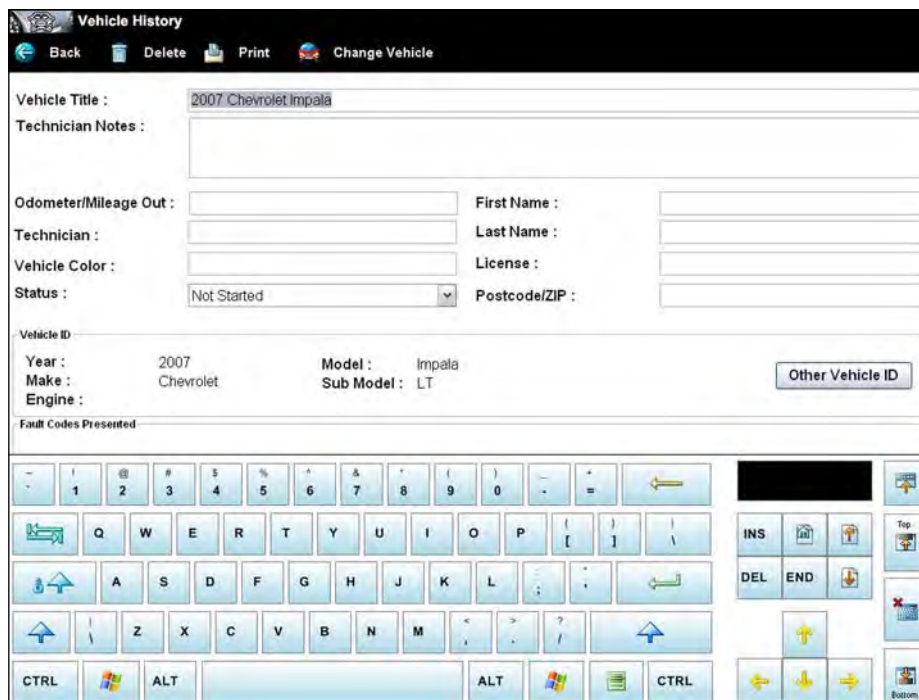 Vehicle History
Back Delete Print Change Vehicle
Vehicle Title : 2007 Chevrolet Impala
Technician Notes :
Odometer/Mileage Out : First Name :
Technician : Last Name :
Vehicle Color : License :
Status : Not Started Postcode/ZIP :
Vehicle ID
Year : 2007 Model : Impala
Make : Chevrolet Sub Model : LT
Engine :
Other Vehicle ID
Fault Codes Presented
! @ # $ % ^ & * ( ) _ +
1 2 3 4 5 6 7 8 9 0 - =
Q W E R T Y U I O P [ ] \
INS
Top
A S D F G H J K L ;
DEL END
\ Z X C V B N M , . /
< > ?
CTRL ALT ALT CTRL
Bottom